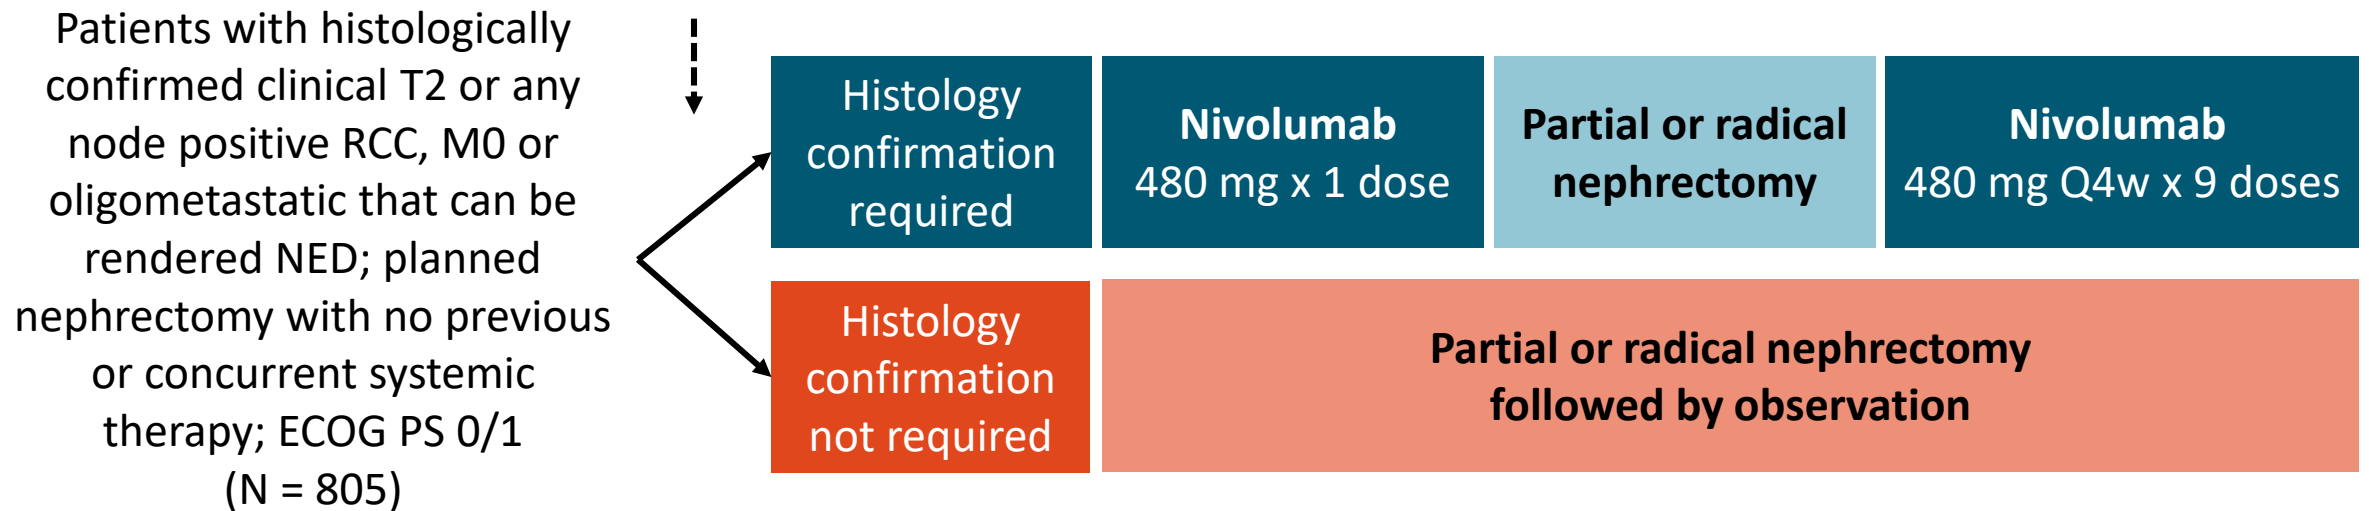 Patients with histologically
confirmed clinical T2 or any
node positive RCC, M0 or
oligometastatic that can be
rendered NED; planned
nephrectomy with no previous
or concurrent systemic
therapy; ECOG PS 0/1
(N = 805)
Histology
confirmation
required
Nivolumab
480 mg x 1 dose
Partial or radical
nephrectomy
Nivolumab
480 mg Q4w x 9 doses
Histology
confirmation
not required
Partial or radical nephrectomy
followed by observation